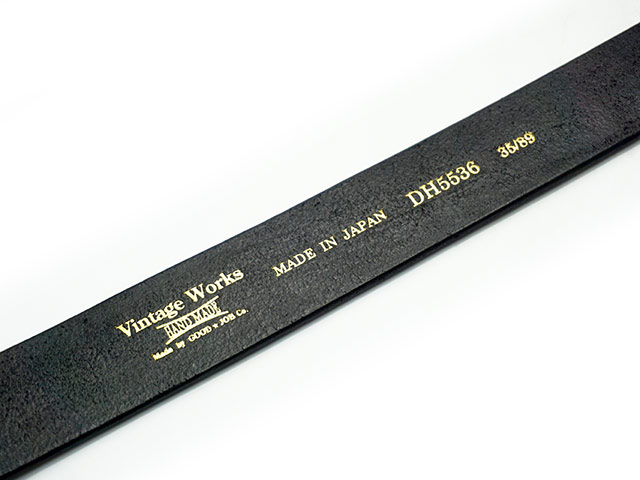 Vintage Works
HAND MADE
Made by GOOD JOB Co.
MADE IN JAPAN
DH5536
35/89